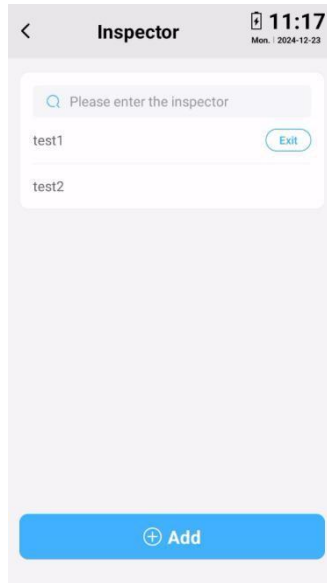 Inspector
11:17
Mon. | 2024-12-23
Please enter the inspector
test1
Exit
test2
Add